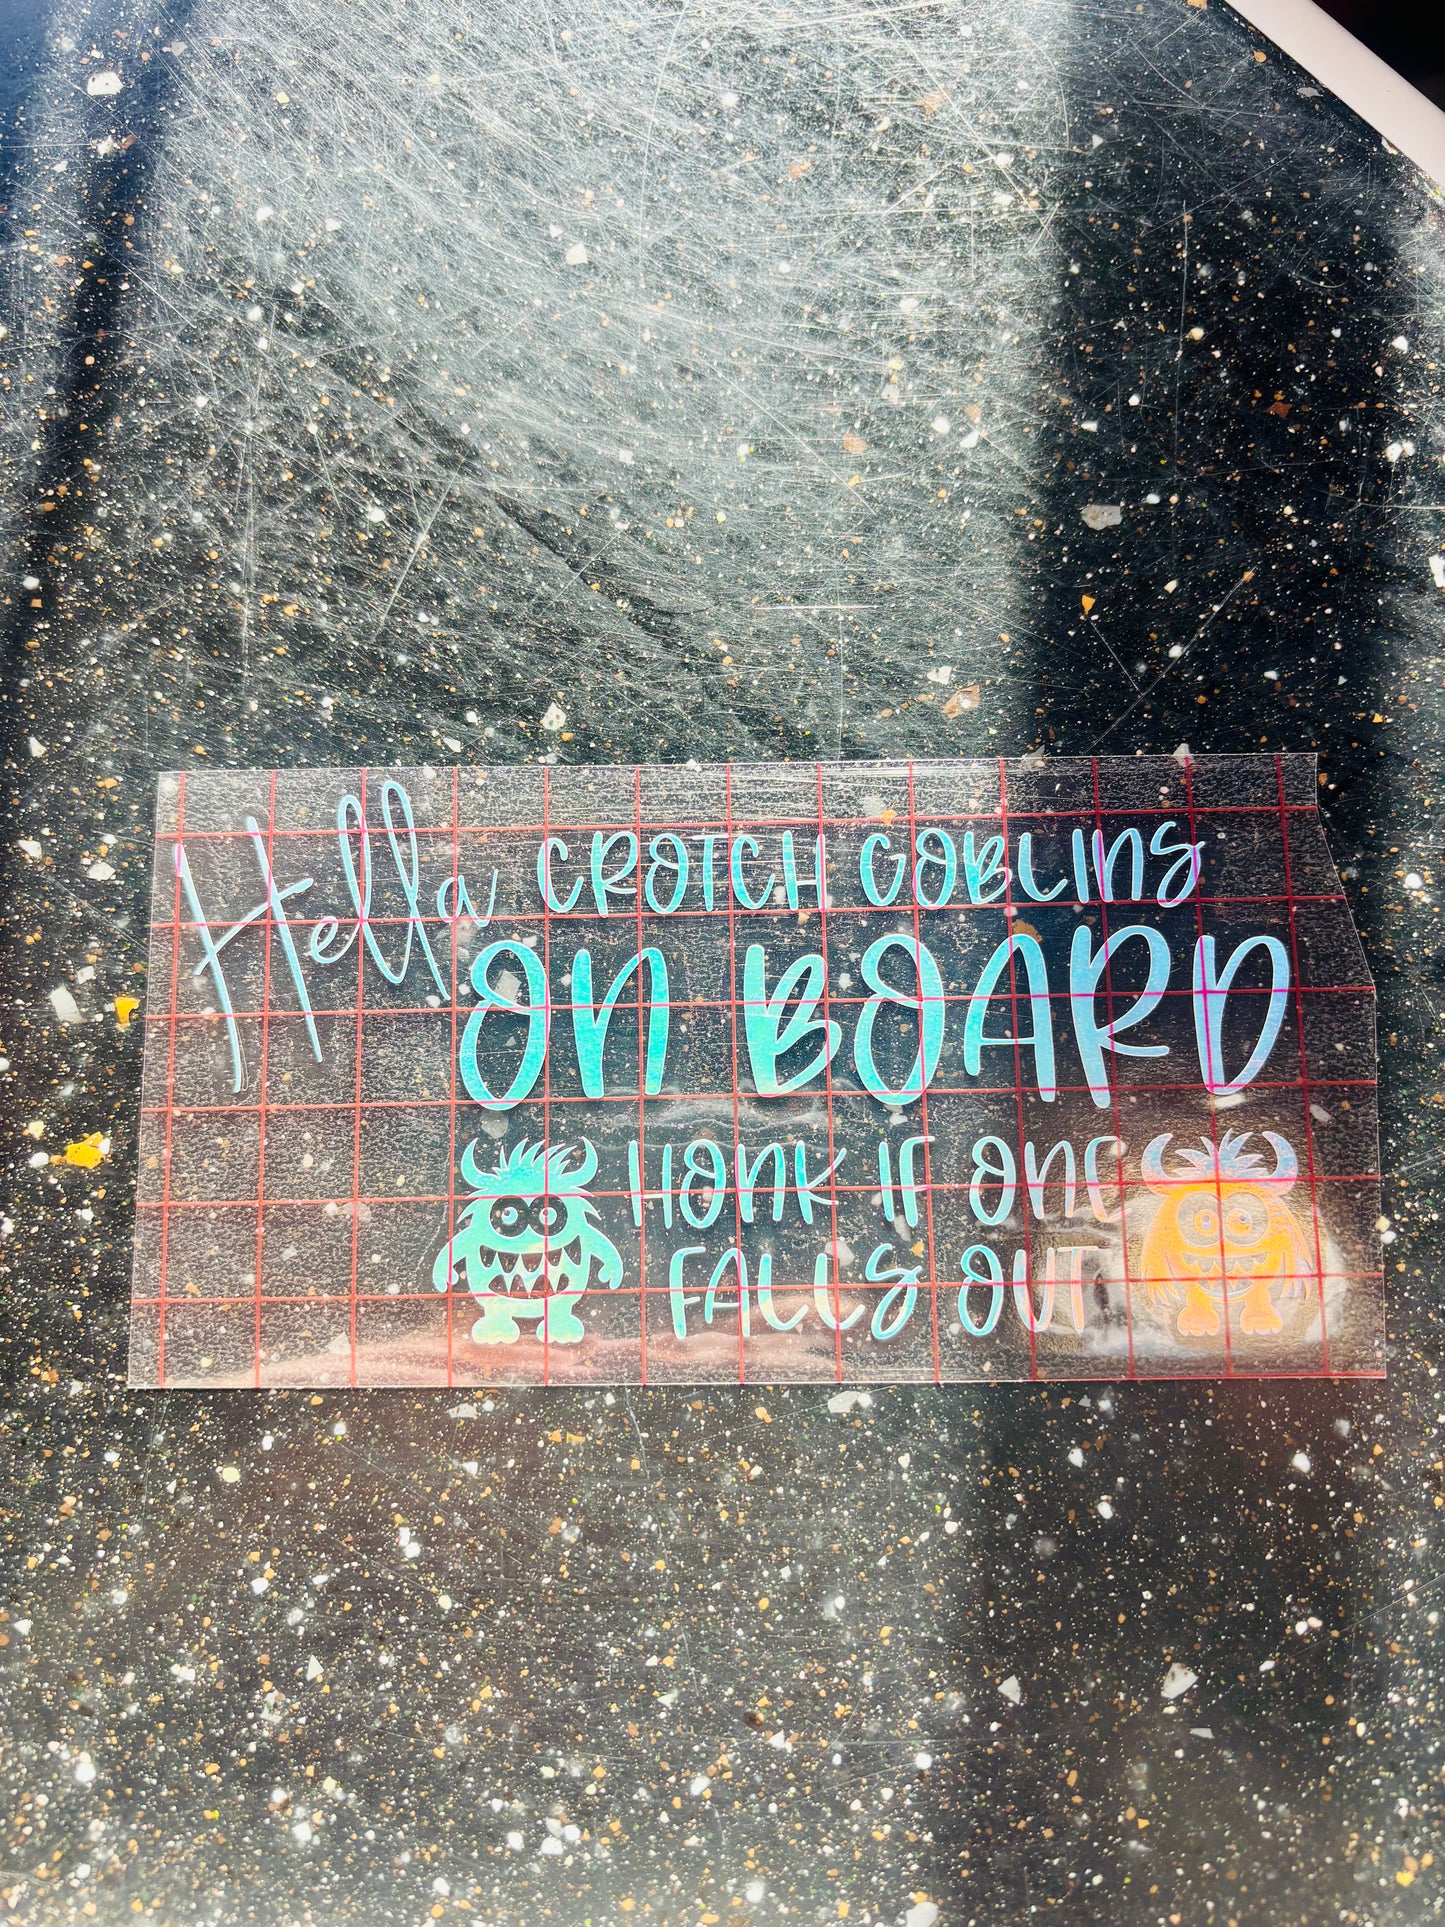 Hella CROTCH GOBLINS
ON BOARD
HONK IF ONE
FALLS OUT